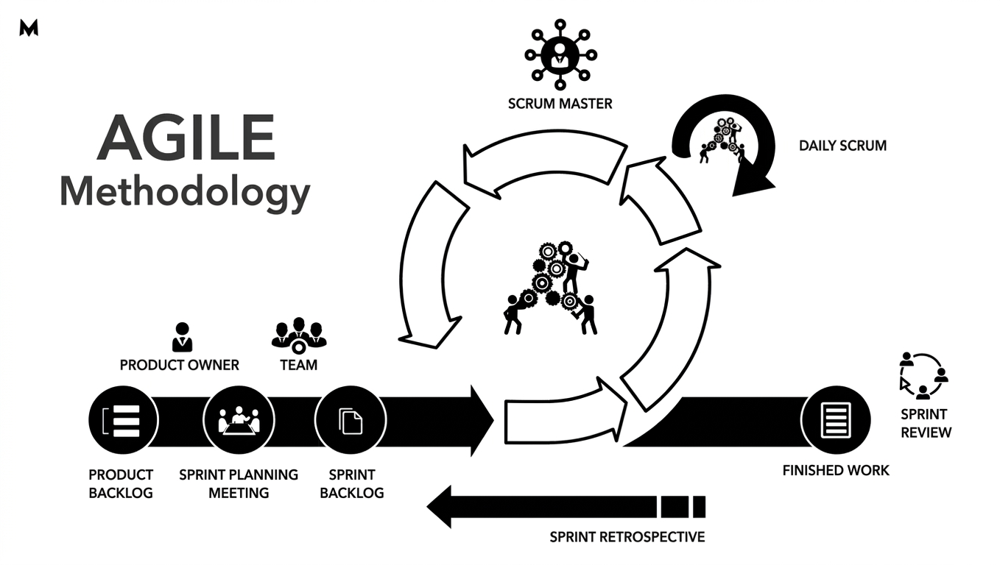 M
AGILE
Methodology
SCRUM MASTER
DAILY SCRUM
PRODUCT OWNER
TEAM
PRODUCT
BACKLOG
SPRINT PLANNING
MEETING
SPRINT
BACKLOG
FINISHED WORK
SPRINT
REVIEW
SPRINT RETROSPECTIVE